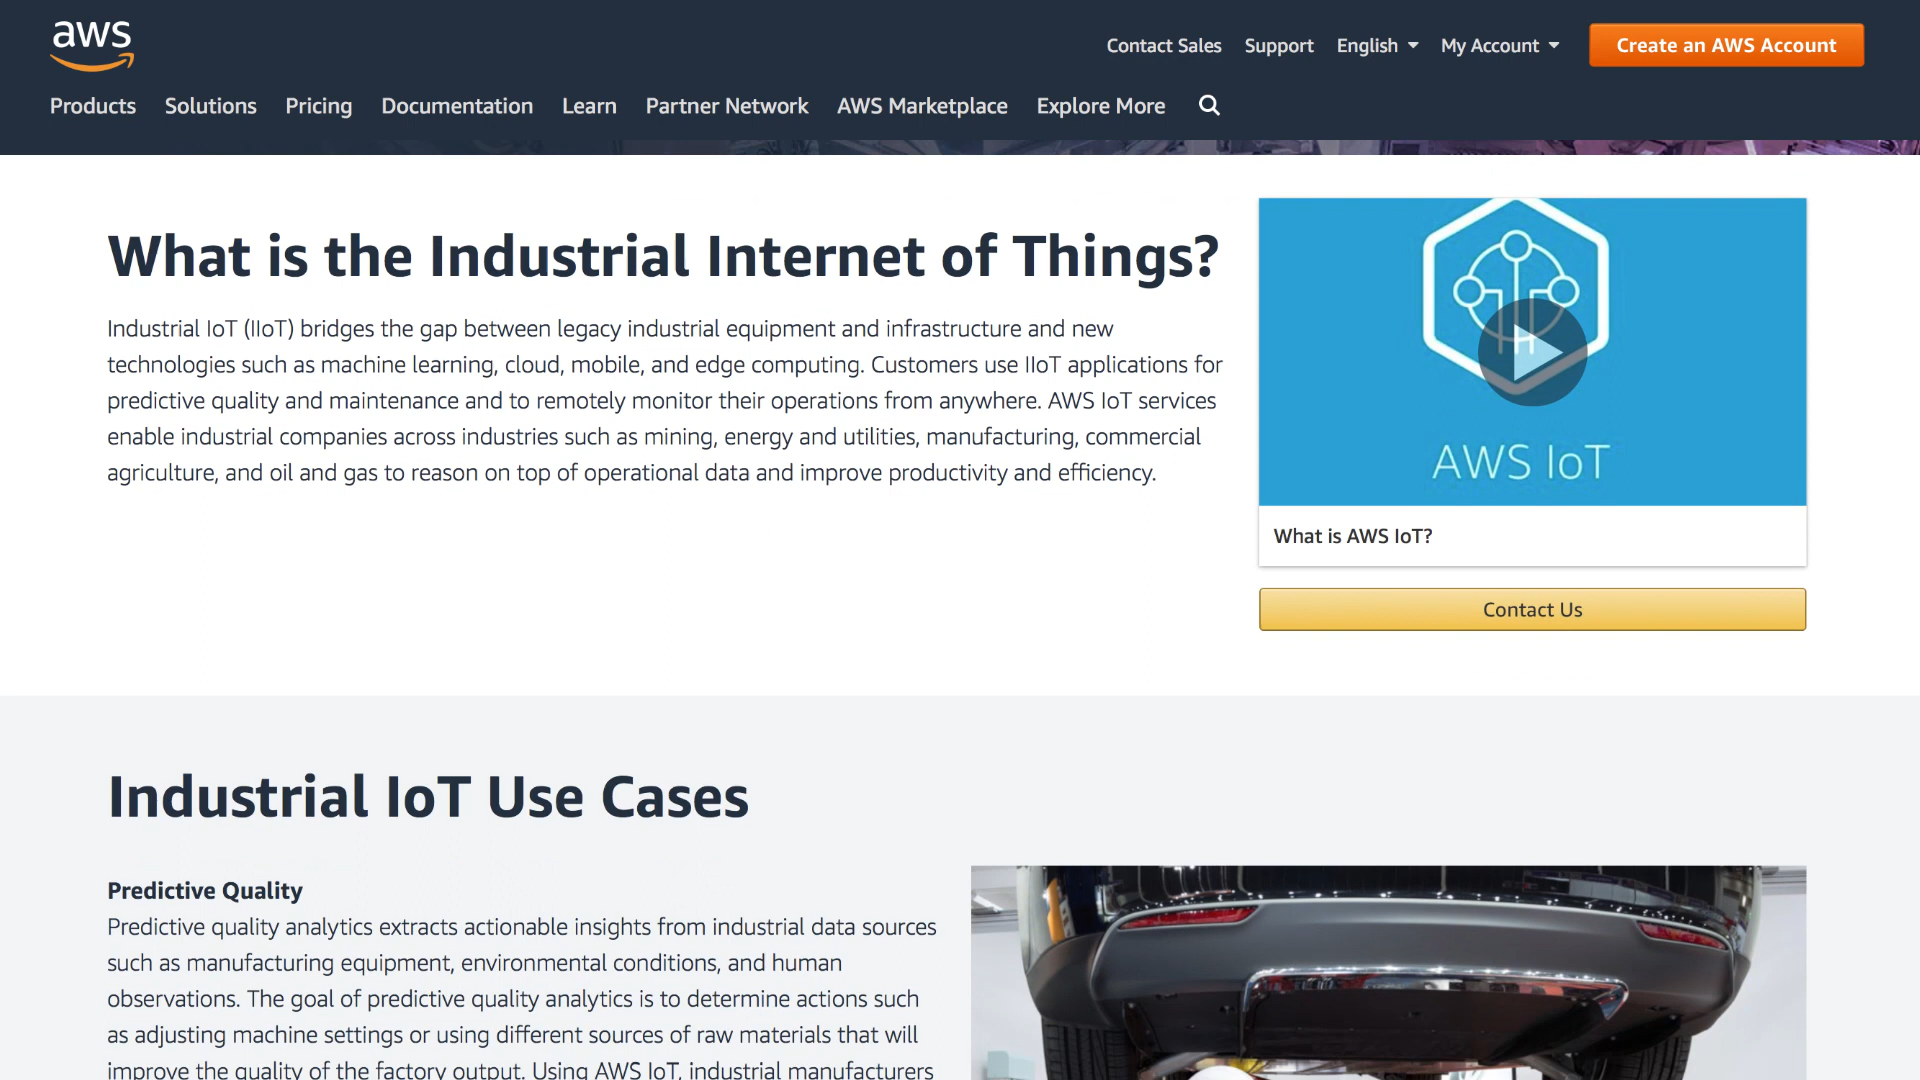 aws
Contact Sales Support English My Account Create an AWS Account
Products Solutions Pricing Documentation Learn Partner Network AWS Marketplace Explore More
What is the Industrial Internet of Things?
Industrial IoT (IIoT) bridges the gap between legacy industrial equipment and infrastructure and new
technologies such as machine learning, cloud, mobile, and edge computing. Customers use IIoT applications for
predictive quality and maintenance and to remotely monitor their operations from anywhere. AWS IoT services
enable industrial companies across industries such as mining, energy and utilities, manufacturing, commercial
agriculture, and oil and gas to reason on top of operational data and improve productivity and efficiency.
AWS IoT
What is AWS IoT?
Contact Us
Industrial IoT Use Cases
Predictive Quality
Predictive quality analytics extracts actionable insights from industrial data sources
such as manufacturing equipment, environmental conditions, and human
observations. The goal of predictive quality analytics is to determine actions such
as adjusting machine settings or using different sources of raw materials that will
improve the quality of the factory output. Using AWS IoT, industrial manufacturers